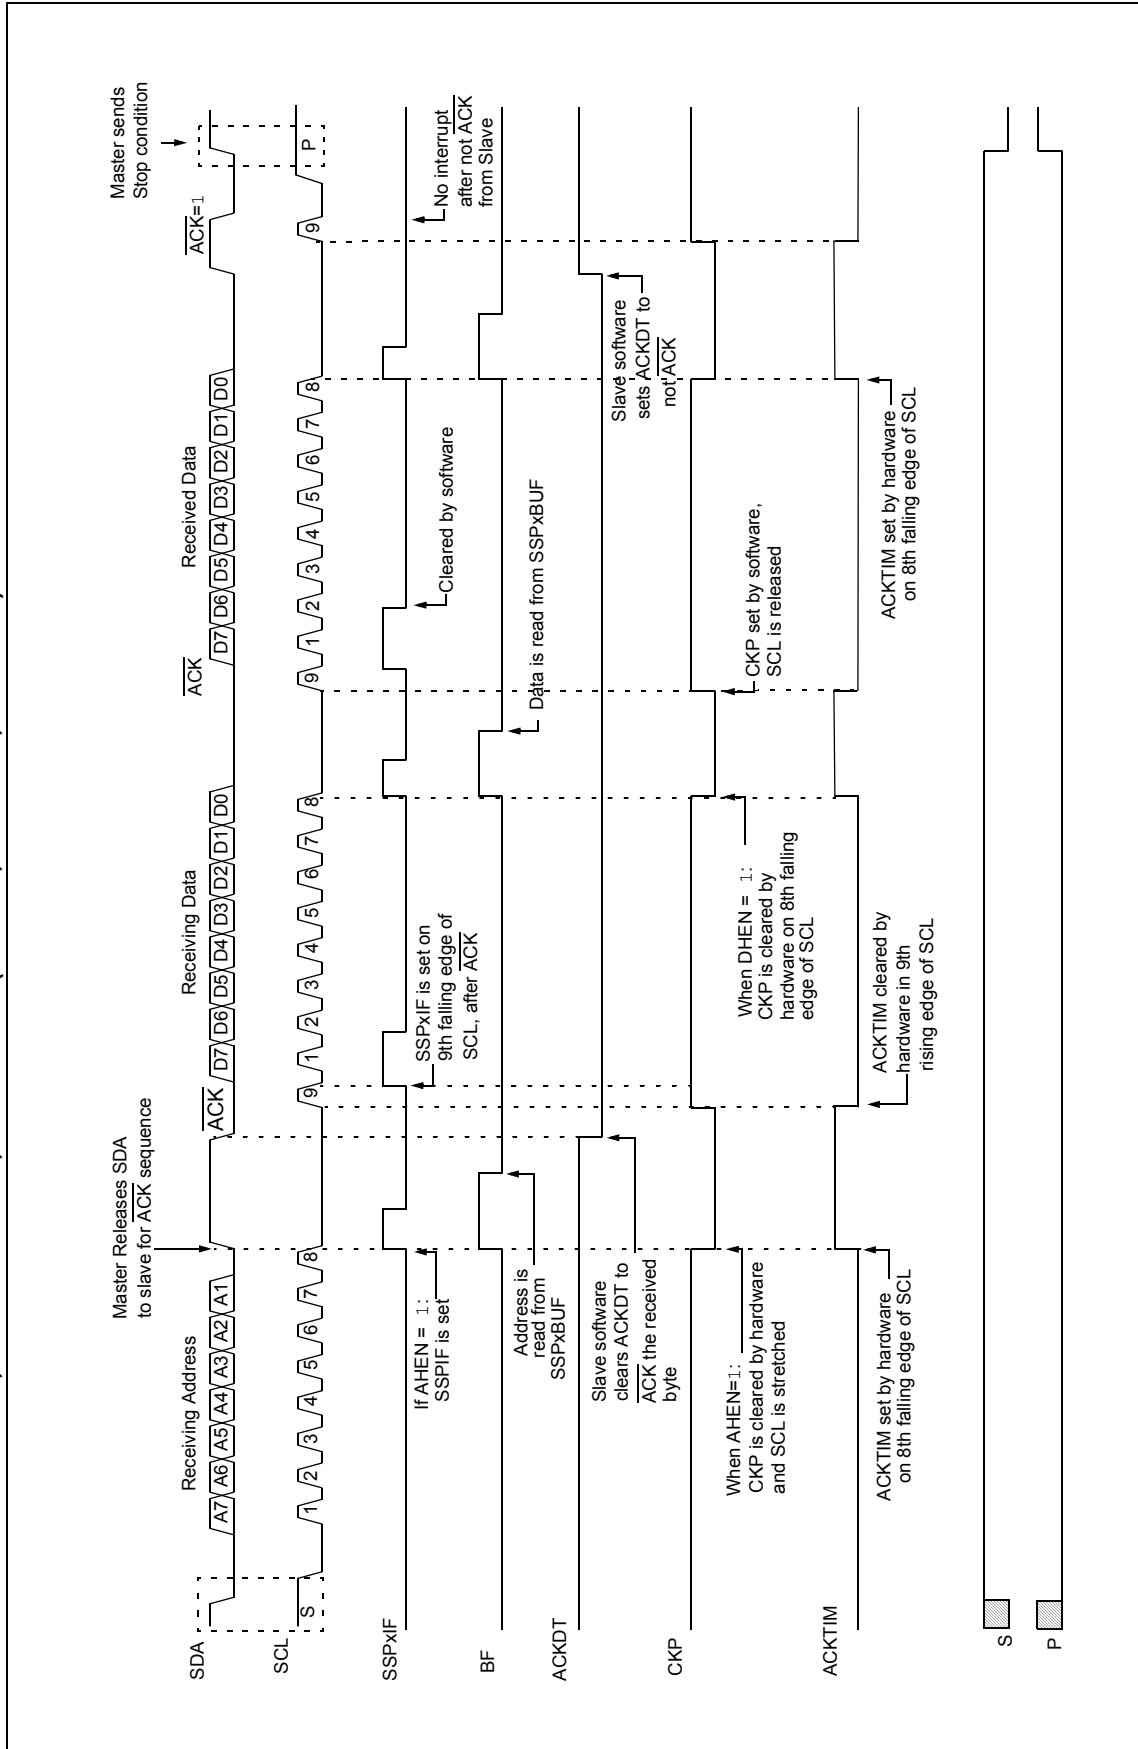 Master Releases SDA
to slave for ACK sequence
Master sends
Stop condition
Receiving Address
Receiving Data
Received Data
ACK
ACK
ACK=1
SDA
A7 A6 A5 A4 A3 A2 A1
D7 D6 D5 D4 D3 D2 D1 D0
D7 D6 D5 D4 D3 D2 D1 D0
SCL
S
1 2 3 4 5 6 7 8 9
1 2 3 4 5 6 7 8 9
1 2 3 4 5 6 7 8 9
P
SSPxIF
If AHEN = 1:
SSPIF is set
SSPxIF is set on
9th falling edge of
SCL, after ACK
Cleared by software
No interrupt
after not ACK
from Slave
BF
Address is
read from
SSPxBUF
Data is read from SSPxBUF
ACKDT
Slave software
clears ACKDT to
ACK the received
byte
Slave software
sets ACKDT to
not ACK
CKP
When AHEN=1:
CKP is cleared by hardware
and SCL is stretched
When DHEN = 1:
CKP is cleared by
hardware on 8th falling
edge of SCL
CKP set by software,
SCL is released
ACKTIM
ACKTIM set by hardware
on 8th falling edge of SCL
ACKTIM cleared by
hardware in 9th
rising edge of SCL
ACKTIM set by hardware
on 8th falling edge of SCL
S
P